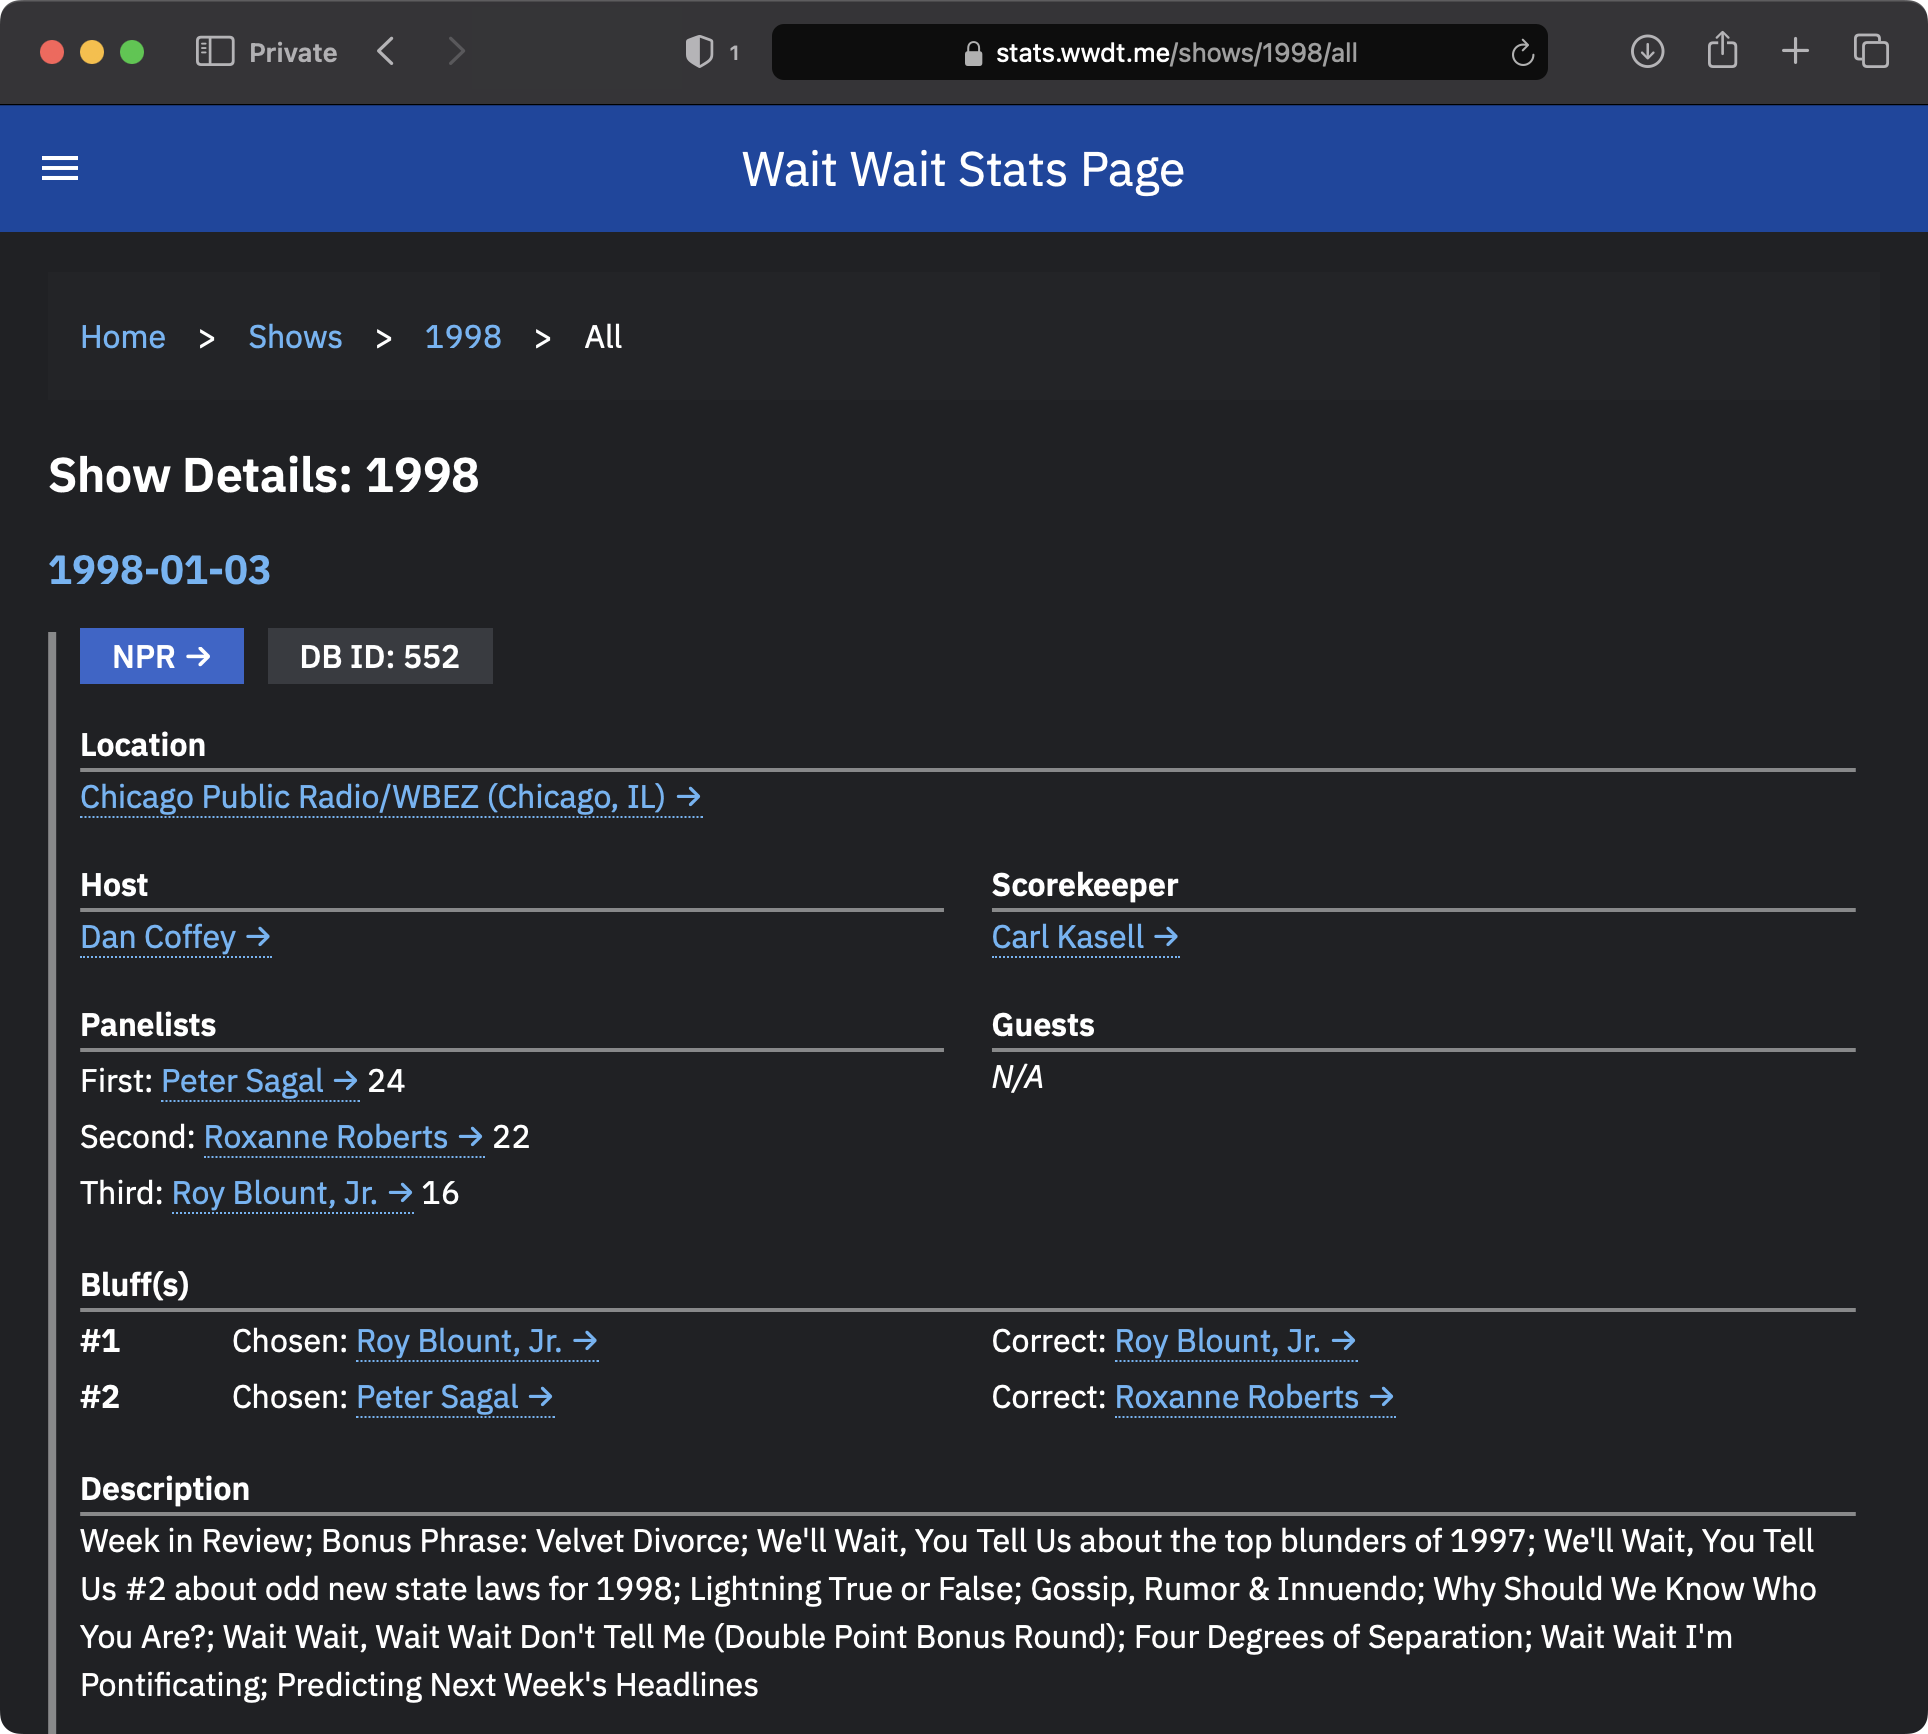 Private
1
stats.wwdt.me/shows/1998/all
Wait Wait Stats Page
Home > Shows > 1998 > All
Show Details: 1998
1998-01-03
NPR → DB ID: 552
Location
Chicago Public Radio/WBEZ (Chicago, IL) →
Host
Dan Coffey →
Scorekeeper
Carl Kasell →
Panelists
First: Peter Sagal → 24
Second: Roxanne Roberts → 22
Third: Roy Blount, Jr. → 16
Guests
N/A
Bluff(s)
#1 Chosen: Roy Blount, Jr. → Correct: Roy Blount, Jr. →
#2 Chosen: Peter Sagal → Correct: Roxanne Roberts →
Description
Week in Review; Bonus Phrase: Velvet Divorce; We'll Wait, You Tell Us about the top blunders of 1997; We'll Wait, You Tell
Us #2 about odd new state laws for 1998; Lightning True or False; Gossip, Rumor & Innuendo; Why Should We Know Who
You Are?; Wait Wait, Wait Wait Don't Tell Me (Double Point Bonus Round); Four Degrees of Separation; Wait Wait I'm
Pontificating; Predicting Next Week's Headlines